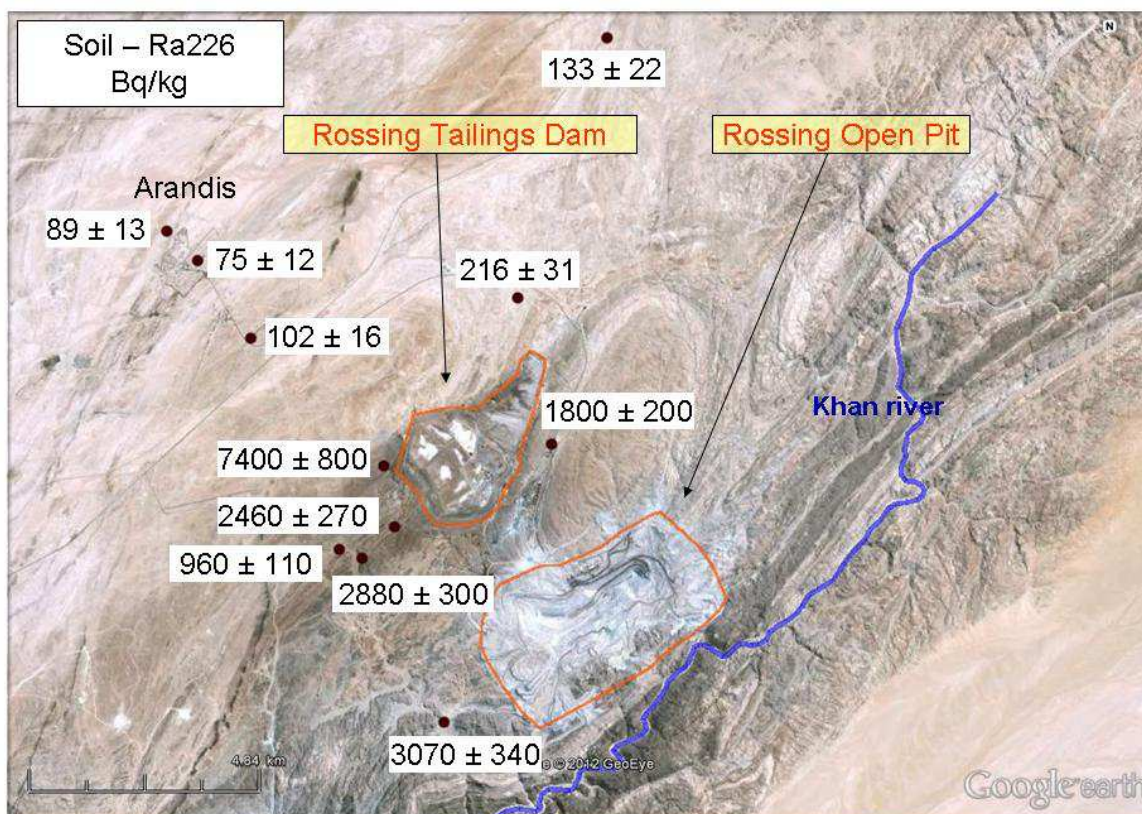 Soil – Ra226
Bq/kg
N
133 ± 22
Rossing Tailings Dam
Rossing Open Pit
Arandis
89 ± 13
75 ± 12
216 ± 31
102 ± 16
Khan river
1800 ± 200
7400 ± 800
2460 ± 270
960 ± 110
2880 ± 300
3070 ± 340
4.84 km
e © 2012 GeoEye
Google earth